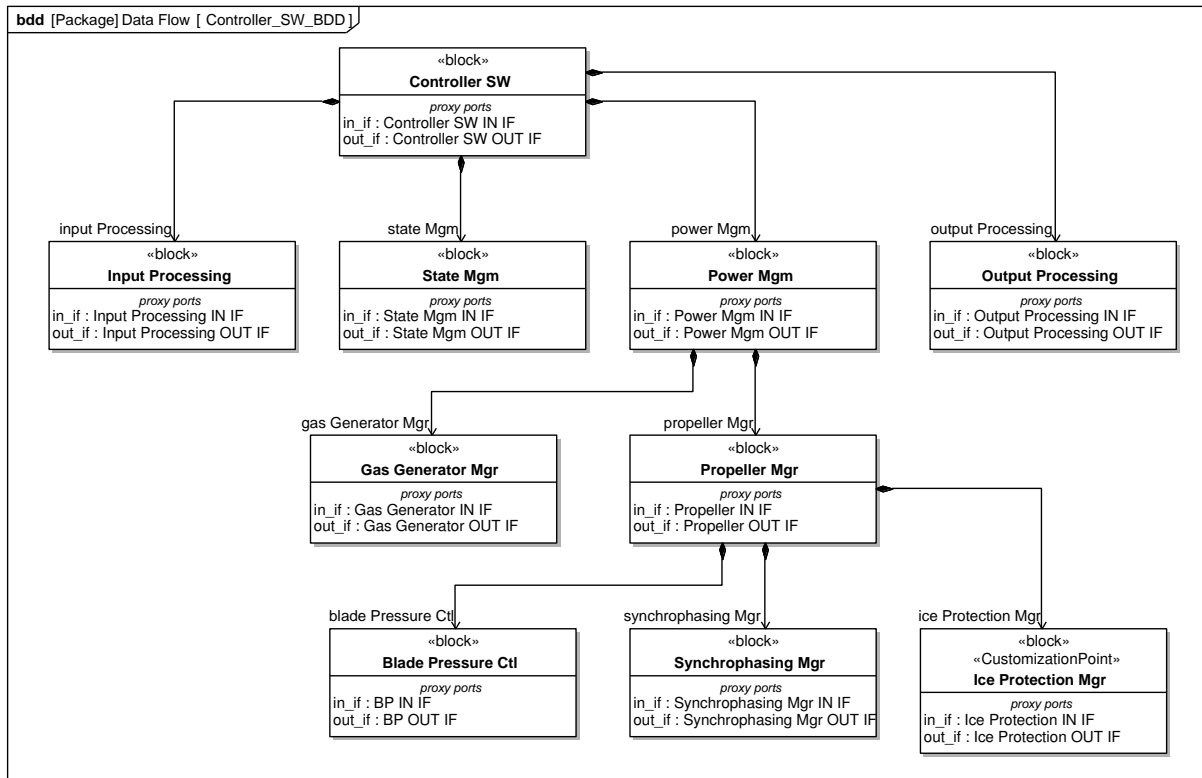 bdd [Package] Data Flow [ Controller_SW_BDD ]
«block»
Controller SW
proxy ports
in_if : Controller SW IN IF
out_if : Controller SW OUT IF
input Processing
state Mgm
power Mgm
output Processing
«block»
Input Processing
proxy ports
in_if : Input Processing IN IF
out_if : Input Processing OUT IF
«block»
State Mgm
proxy ports
in_if : State Mgm IN IF
out_if : State Mgm OUT IF
«block»
Power Mgm
proxy ports
in_if : Power Mgm IN IF
out_if : Power Mgm OUT IF
«block»
Output Processing
proxy ports
in_if : Output Processing IN IF
out_if : Output Processing OUT IF
gas Generator Mgr
propeller Mgr
«block»
Gas Generator Mgr
proxy ports
in_if : Gas Generator IN IF
out_if : Gas Generator OUT IF
«block»
Propeller Mgr
proxy ports
in_if : Propeller IN IF
out_if : Propeller OUT IF
blade Pressure Ctl
synchrophasing Mgr
ice Protection Mgr
«block»
Blade Pressure Ctl
proxy ports
in_if : BP IN IF
out_if : BP OUT IF
«block»
Synchrophasing Mgr
proxy ports
in_if : Synchrophasing Mgr IN IF
out_if : Synchrophasing Mgr OUT IF
«block»
«CustomizationPoint»
Ice Protection Mgr
proxy ports
in_if : Ice Protection IN IF
out_if : Ice Protection OUT IF